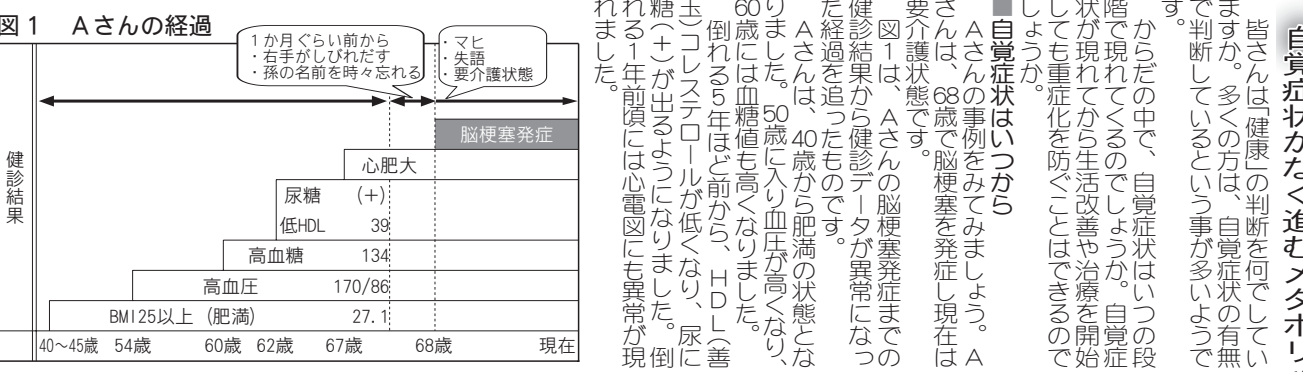 自覚症状がなく進むメタボリ
皆さんは「健康」の判断を何でしてい
ますか。多くの方は、自覚症状の有無
で判断しているという事が多いようで
す。
からだの中で、自覚症状はいつの段
階で現れてくるのでしょうか。自覚症
状が現れてから生活改善や治療を開始
しても重症化を防ぐことはできるので
しょうか。
■自覚症状はいつから
Aさんの事例をみてみましょう。A
さんは、68歳で脳梗塞を発症し現在は
要介護状態です。
図1は、Aさんの脳梗塞発症までの
健診結果から健診データが異常になっ
た経過を追ったものです。
Aさんは、40歳から肥満の状態とな
りました。50歳に入り血圧が高くなり、
60歳には血糖値も高くなりました。
倒れる5年ほど前から、HDL(善
玉)コレステロールが低くなり、尿に
糖(+)が出るようになりました。倒
れる1年前頃には心電図にも異常が現
れました。
図1 Aさんの経過
1か月ぐらい前から
・右手がしびれだす
・孫の名前を時々忘れる
・マヒ
・失語
・要介護状態
健診結果
脳梗塞発症
心肥大
尿糖 (+)
低HDL 39
高血糖 134
高血圧 170/86
BMI25以上(肥満) 27.1
40～45歳 54歳 60歳 62歳 67歳 68歳 現在